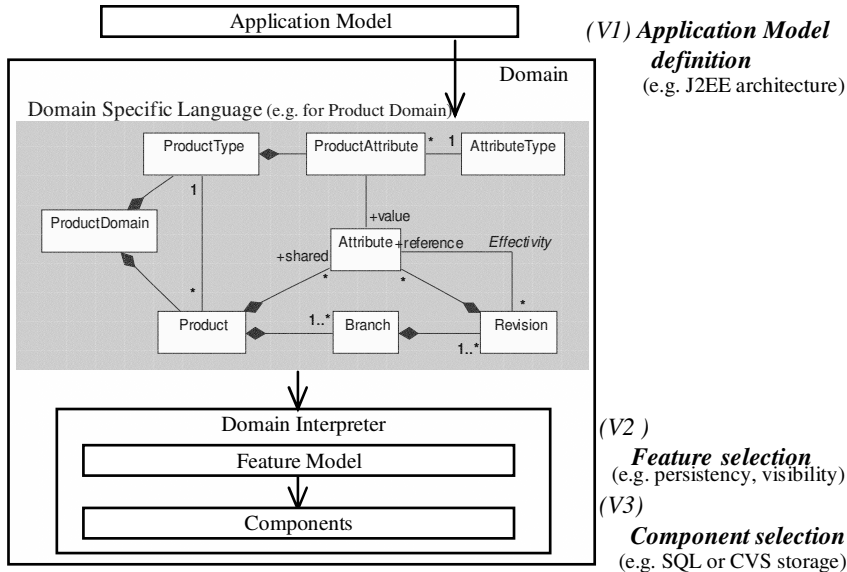 Application Model
(V1) Application Model
definition
(e.g. J2EE architecture)
Domain
Domain Specific Language (e.g. for Product Domain)
ProductType
ProductAttribute
* 1
AttributeType
1
ProductDomain
+value
Attribute
+reference
Effectivity
+shared
*
*
*
*
Product
1..*
Branch
1..*
Revision
Domain Interpreter
(V2 )
Feature Model
Feature selection
(e.g. persistency, visibility)
(V3)
Components
Component selection
(e.g. SQL or CVS storage)